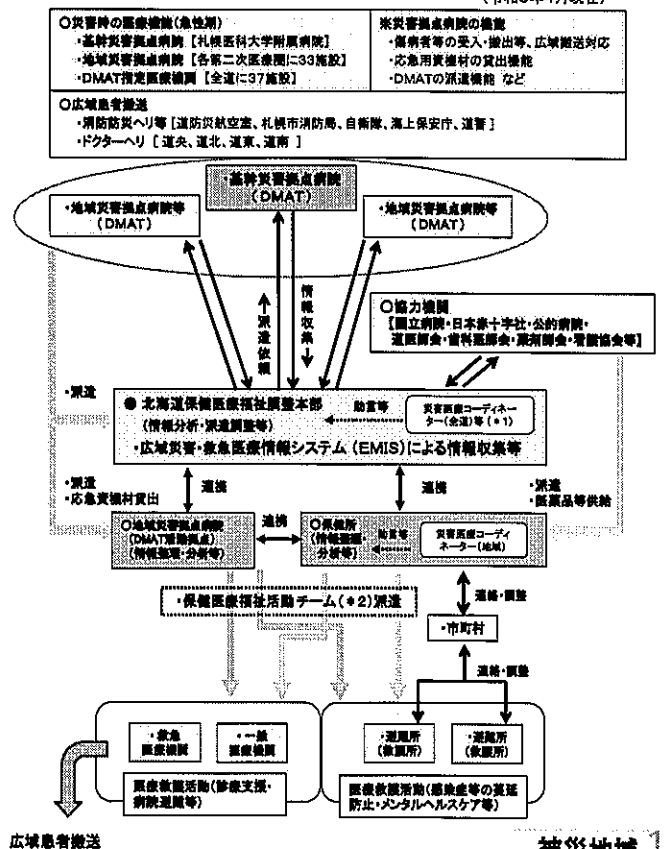 ○災害時の医療機能(急性期)
・基幹災害拠点病院【札幌医科大学附属病院】
・地域災害拠点病院【各第二次医療圏に33施設】
・DMAT指定医療機関【全道に37施設】
※災害拠点病院の機能
・傷病者等の受入・搬出等、広域搬送対応
・応急用資機材の貸出機能
・DMATの派遣機能 など
○広域患者搬送
・消防防災ヘリ等[道防災航空室、札幌市消防局、自衛隊、海上保安庁、道警]
・ドクターヘリ[道央、道北、道東、道南]
・基幹災害拠点病院
(DMAT)
・地域災害拠点病院等
(DMAT)
・地域災害拠点病院等
(DMAT)
↑派遣依頼
情報収集↓
○協力機関
【国立病院・日本赤十字社・公的病院・
道医師会・歯科医師会・薬剤師会・看護協会等】
・派遣
● 北海道保健医療福祉調整本部
(情報分析・派遣調整等)
助言等
災害医療コーディネー
ター(全道)等(*1)
・広域災害・救急医療情報システム(EMIS)による情報収集等
・派遣
・応急資機材貸出
連携
連携
・派遣
・医薬品等供給
○地域災害拠点病院
(DMAT活動拠点)
(情報整理・分析等)
連携
○保健所
(情報整理・
分析等)
助言等
災害医療コーディ
ネーター(地域)
・保健医療福祉活動チーム(*2)派遣
連絡・調整
・市町村
連絡・調整
・救急
医療機関
・一般
医療機関
・避難所
(救護所)
・避難所
(救護所)
医療救護活動(診療支援・
病院避難等)
医療救護活動(感染症等の蔓延
防止・メンタルヘルスケア等)
広域患者搬送
被災地域